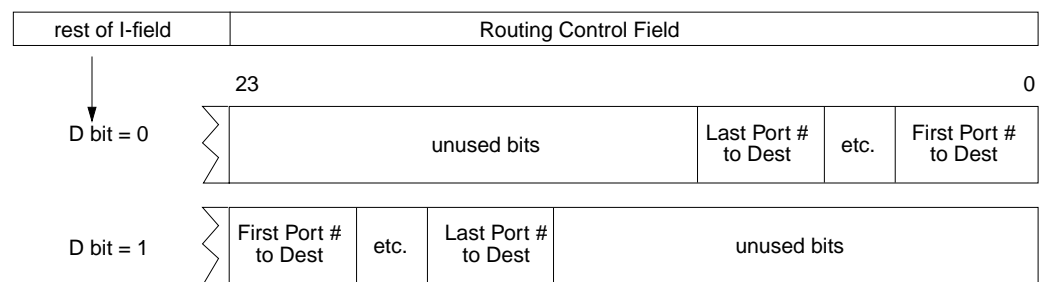 rest of I-field Routing Control Field
23 0
D bit = 0 unused bits Last Port # to Dest etc. First Port # to Dest
D bit = 1 First Port # to Dest etc. Last Port # to Dest unused bits